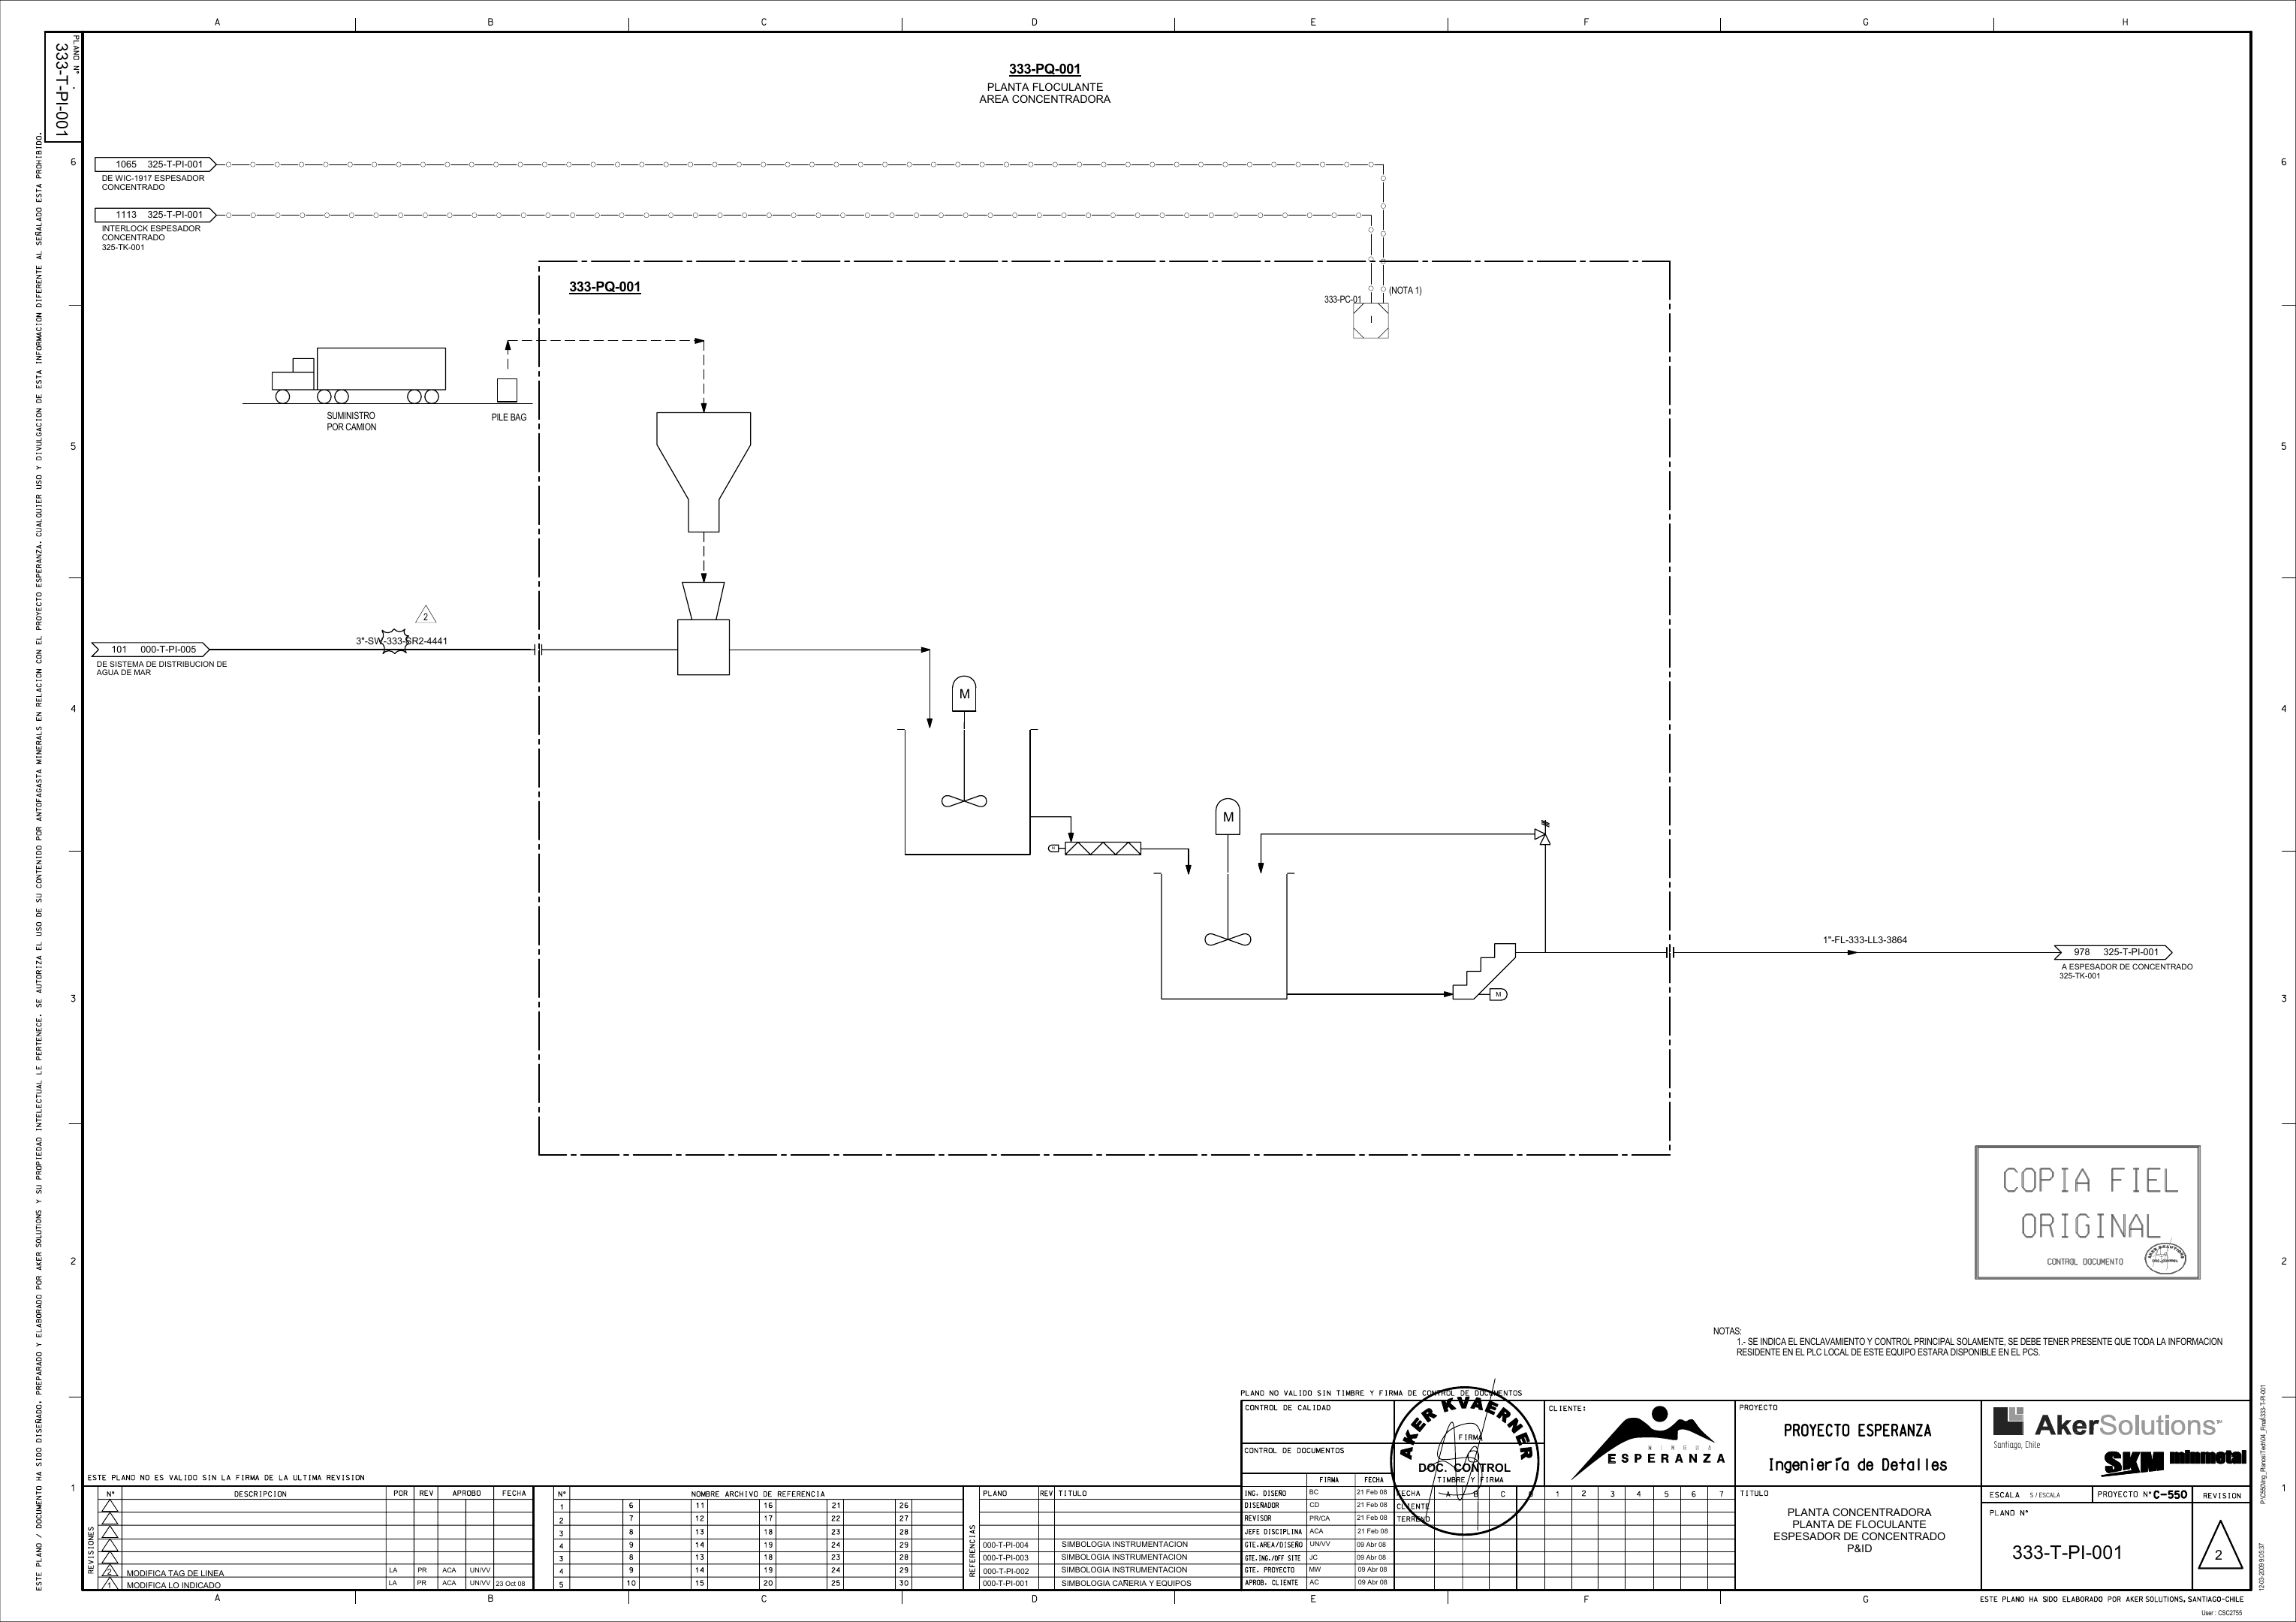 A B C D E F G H
PLANO N°
333-T-PI-001
333-PQ-001
PLANTA FLOCULANTE
AREA CONCENTRADORA
6 6
1065 325-T-PI-001
DE WIC-1917 ESPESADOR
CONCENTRADO
1113 325-T-PI-001
INTERLOCK ESPESADOR
CONCENTRADO
325-TK-001
333-PQ-001
(NOTA 1)
333-PC-01
I
SUMINISTRO
POR CAMION
PILE BAG
5 5
2
3"-SW-333-SR2-4441
101 000-T-PI-005
DE SISTEMA DE DISTRIBUCION DE
AGUA DE MAR
M
4 4
M
M
1"-FL-333-LL3-3864
978 325-T-PI-001
A ESPESADOR DE CONCENTRADO
325-TK-001
M
3 3
COPIA FIEL
ORIGINAL
CONTROL DOCUMENTO
2 2
NOTAS:
1.- SE INDICA EL ENCLAVAMIENTO Y CONTROL PRINCIPAL SOLAMENTE, SE DEBE TENER PRESENTE QUE TODA LA INFORMACION
RESIDENTE EN EL PLC LOCAL DE ESTE EQUIPO ESTARA DISPONIBLE EN EL PCS.
PLANO NO VALIDO SIN TIMBRE Y FIRMA DE CONTROL DE DOCUMENTOS
CONTROL DE CALIDAD
FIRMA
CONTROL DE DOCUMENTOS
TIMBRE Y FIRMA
AKER KVAERNER
DOC. CONTROL
CLIENTE:
MINERA
ESPERANZA
PROYECTO
PROYECTO ESPERANZA
Ingeniería de Detalles
AkerSolutions™
Santiago, Chile
SKM minmetal
ESTE PLANO NO ES VALIDO SIN LA FIRMA DE LA ULTIMA REVISION
1 1
REVISIONES
N° DESCRIPCION POR REV APROBO FECHA
2 MODIFICA TAG DE LINEA LA PR ACA UN/VV
1 MODIFICA LO INDICADO LA PR ACA UN/VV 23 Oct 08
N° NOMBRE ARCHIVO DE REFERENCIA
1 6 11 16 21 26
2 7 12 17 22 27
3 8 13 18 23 28
4 9 14 19 24 29
3 8 13 18 23 28
4 9 14 19 24 29
5 10 15 20 25 30
REFERENCIAS
PLANO REV TITULO
000-T-PI-004 SIMBOLOGIA INSTRUMENTACION
000-T-PI-003 SIMBOLOGIA INSTRUMENTACION
000-T-PI-002 SIMBOLOGIA INSTRUMENTACION
000-T-PI-001 SIMBOLOGIA CAÑERIA Y EQUIPOS
FIRMA FECHA
ING. DISEÑO BC 21 Feb 08
DISEÑADOR CD 21 Feb 08
REVISOR PR/CA 21 Feb 08
JEFE DISCIPLINA ACA 21 Feb 08
GTE.AREA/DISEÑO UN/VV 09 Abr 08
GTE.ING./OFF SITE JC 09 Abr 08
GTE. PROYECTO MW 09 Abr 08
APROB. CLIENTE AC 09 Abr 08
FECHA A B C 0 1 2 3 4 5 6 7
CLIENTE
TERRENO
TITULO
PLANTA CONCENTRADORA
PLANTA DE FLOCULANTE
ESPESADOR DE CONCENTRADO
P&ID
ESCALA S / ESCALA PROYECTO N° C-550 REVISION
PLANO N°
333-T-PI-001
2
A B C D E F G
ESTE PLANO HA SIDO ELABORADO POR AKER SOLUTIONS, SANTIAGO-CHILE
User : CSC2755
ESTE PLANO / DOCUMENTO HA SIDO DISEÑADO, PREPARADO Y ELABORADO POR AKER SOLUTIONS Y SU PROPIEDAD INTELECTUAL LE PERTENECE. SE AUTORIZA EL USO DE SU CONTENIDO POR ANTOFAGASTA MINERALS EN RELACION CON EL PROYECTO ESPERANZA. CUALQUIER USO Y DIVULGACION DE ESTA INFORMACION DIFERENTE AL SEÑALADO ESTA PROHIBIDO.